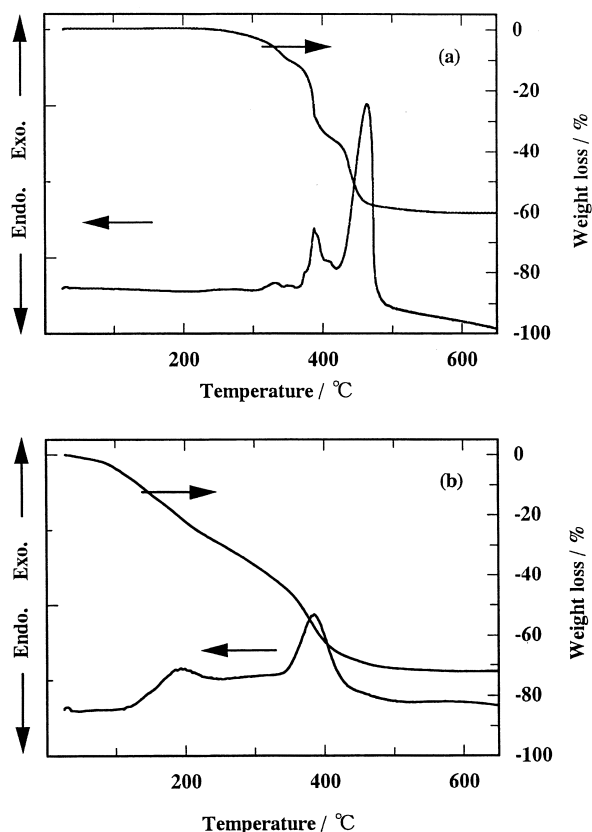 Endo. Exo.
(a)
0
-20
-40
-60
-80
-100
Weight loss / %
200
400
600
Temperature / ℃
Endo. Exo.
(b)
0
-20
-40
-60
-80
-100
Weight loss / %
200
400
600
Temperature / ℃